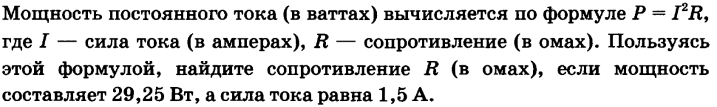 Мощность постоянного тока (в ваттах) вычисляется по формуле P = I²R,
где I — сила тока (в амперах), R — сопротивление (в омах). Пользуясь
этой формулой, найдите сопротивление R (в омах), если мощность
составляет 29,25 Вт, а сила тока равна 1,5 А.